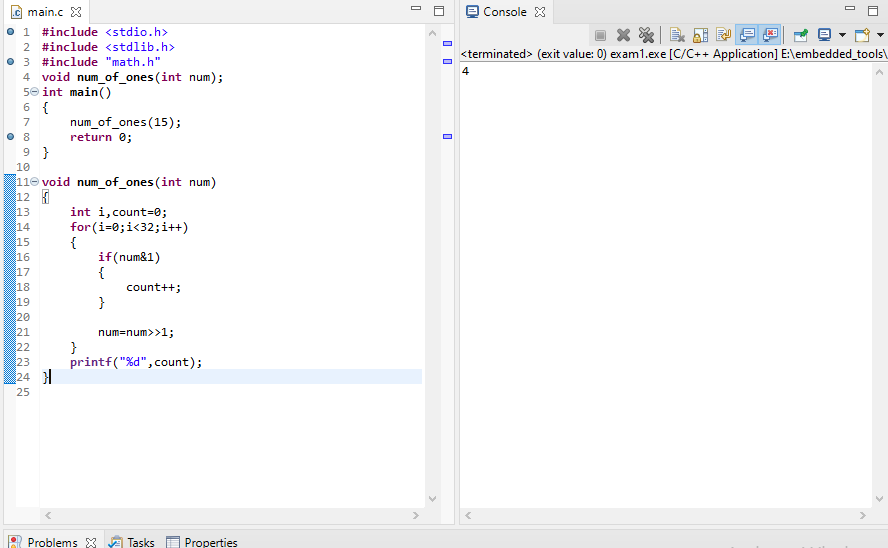 main.c
1 #include <stdio.h>
2 #include <stdlib.h>
3 #include "math.h"
4 void num_of_ones(int num);
5 int main()
6 {
7     num_of_ones(15);
8     return 0;
9 }
10
11 void num_of_ones(int num)
12 {
13     int i,count=0;
14     for(i=0;i<32;i++)
15     {
16         if(num&1)
17         {
18             count++;
19         }
20
21         num=num>>1;
22     }
23     printf("%d",count);
24 }
25
Console
<terminated> (exit value: 0) exam1.exe [C/C++ Application] E:\embedded_tools\
4
Problems Tasks Properties